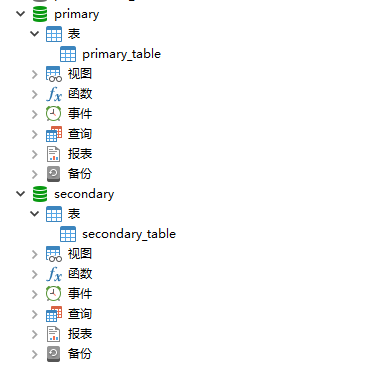 primary
表
primary_table
视图
函数
事件
查询
报表
备份
secondary
表
secondary_table
视图
函数
事件
查询
报表
备份